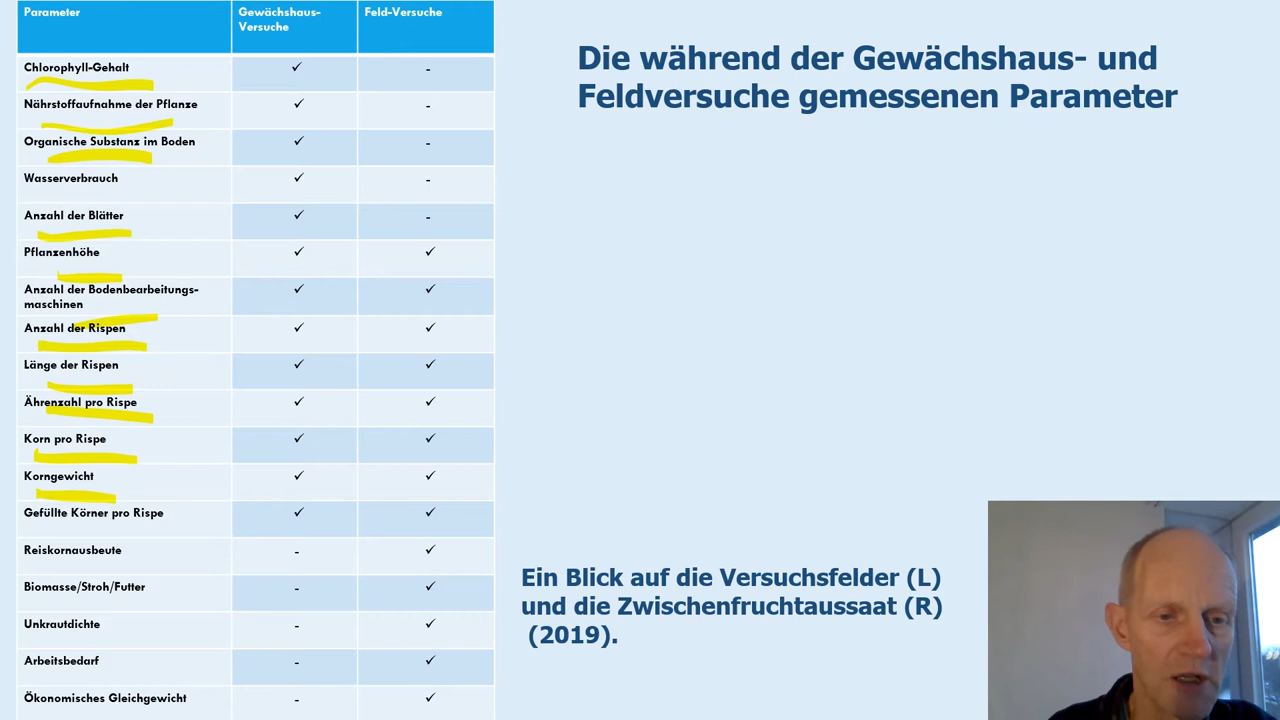 Parameter Gewächshaus- Feld-Versuche
Versuche
Chlorophyll-Gehalt ✓ -
Nährstoffaufnahme der Pflanze ✓ -
Organische Substanz im Boden ✓ -
Wasserverbrauch ✓ -
Anzahl der Blätter ✓ -
Pflanzenhöhe ✓ ✓
Anzahl der Bodenbearbeitungs- ✓ ✓
maschinen
Anzahl der Rispen ✓ ✓
Länge der Rispen ✓ ✓
Ährenzahl pro Rispe ✓ ✓
Korn pro Rispe ✓ ✓
Korngewicht ✓ ✓
Gefüllte Körner pro Rispe ✓ ✓
Reiskornausbeute - ✓
Biomasse/Stroh/Futter - ✓
Unkrautdichte - ✓
Arbeitsbedarf - ✓
Ökonomisches Gleichgewicht - ✓
Die während der Gewächshaus- und
Feldversuche gemessenen Parameter
Ein Blick auf die Versuchsfelder (L)
und die Zwischenfruchtaussaat (R)
(2019).